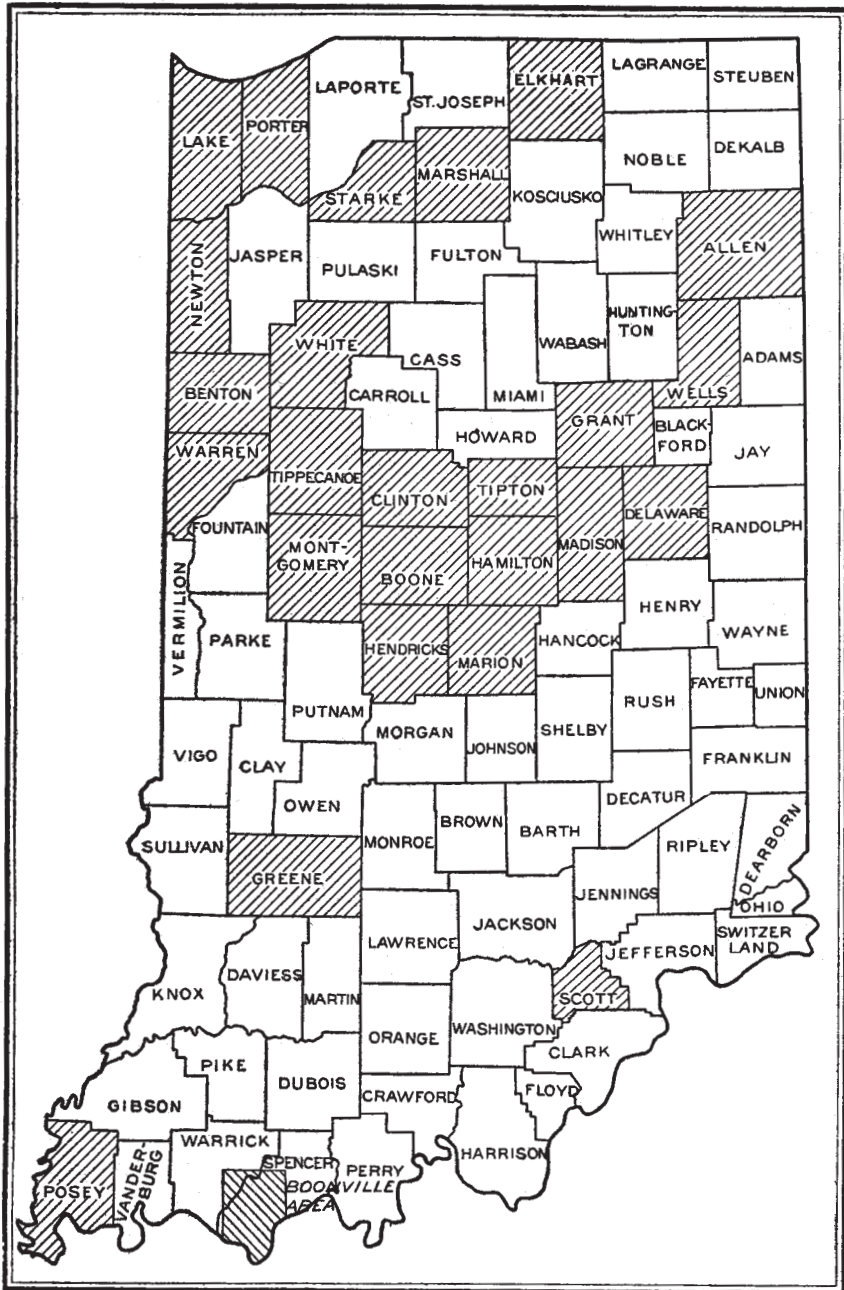 LAGRANGE
STEUBEN
ELKHART
LAPORTE
ST. JOSEPH
PORTER
LAKE
NOBLE
DEKALB
MARSHALL
STARKE
KOSCIUSKO
WHITLEY
ALLEN
NEWTON
JASPER
PULASKI
FULTON
HUNTING-
TON
WHITE
CASS
WABASH
ADAMS
BENTON
CARROLL
MIAMI
WELLS
GRANT
BLACK-
FORD
HOWARD
JAY
WARREN
TIPPECANOE
CLINTON
TIPTON
DELAWARE
FOUNTAIN
RANDOLPH
MONT-
GOMERY
BOONE
HAMILTON
MADISON
VERMILION
PARKE
HENRY
WAYNE
HENDRICKS
MARION
HANCOCK
PUTNAM
MORGAN
JOHNSON
SHELBY
RUSH
FAYETTE
UNION
VIGO
CLAY
FRANKLIN
OWEN
DECATUR
SULLIVAN
MONROE
BROWN
BARTH
RIPLEY
DEARBORN
GREENE
JENNINGS
OHIO
JACKSON
SWITZER
LAND
LAWRENCE
JEFFERSON
KNOX
DAVIESS
MARTIN
SCOTT
ORANGE
WASHINGTON
CLARK
PIKE
DUBOIS
CRAWFORD
FLOYD
GIBSON
WARRICK
HARRISON
POSEY
VANDER-
BURG
SPENCER
PERRY
BOONVILLE
AREA